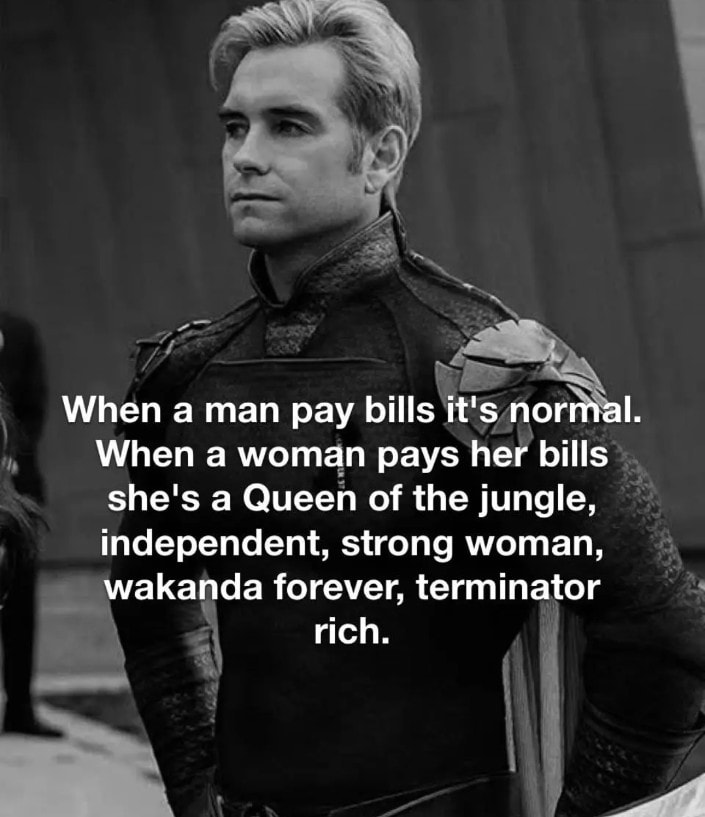 When a man pay bills it's normal.
When a woman pays her bills
she's a Queen of the jungle,
independent, strong woman,
wakanda forever, terminator
rich.